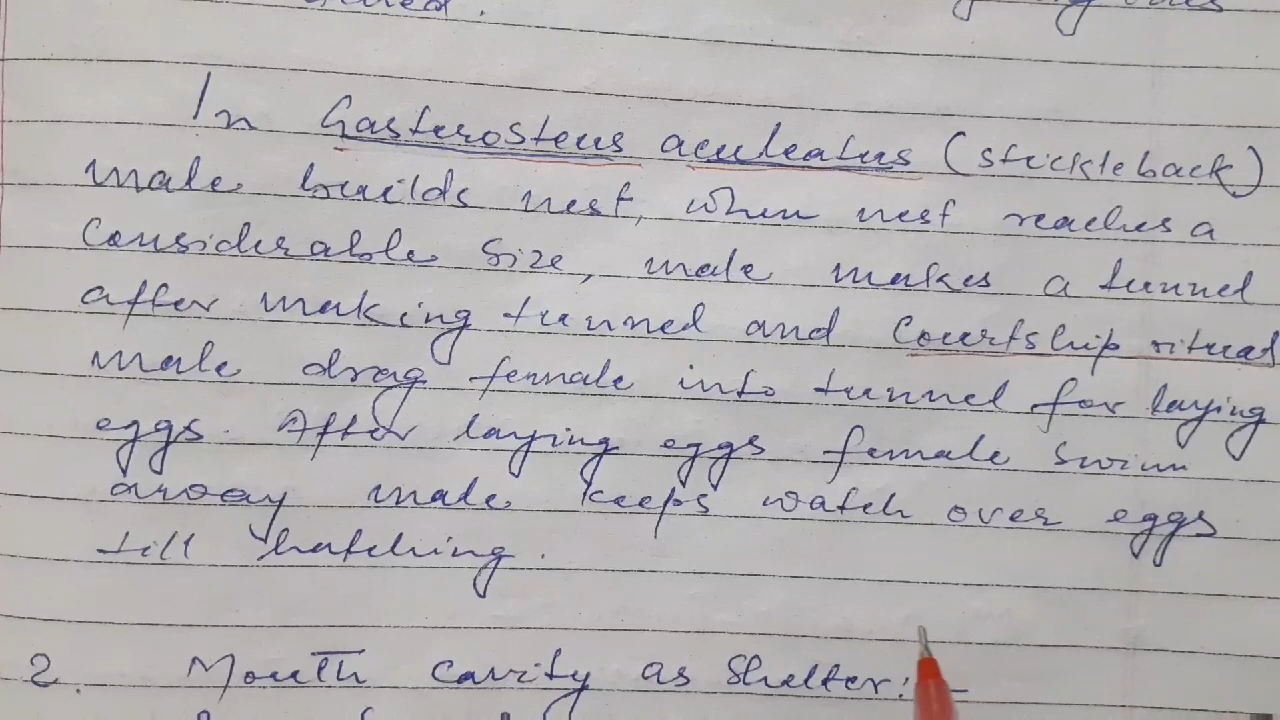 In Gasterosteus aculeatus (stickleback)
male builds nest, when nest reaches a
Considerable Size, male makes a tunnel
after making tunnel and Courtship ritual
male drag female into tunnel for laying
eggs. After laying eggs female swim
away male keeps watch over eggs
till hatching.
2. Mouth cavity as Shelter:-